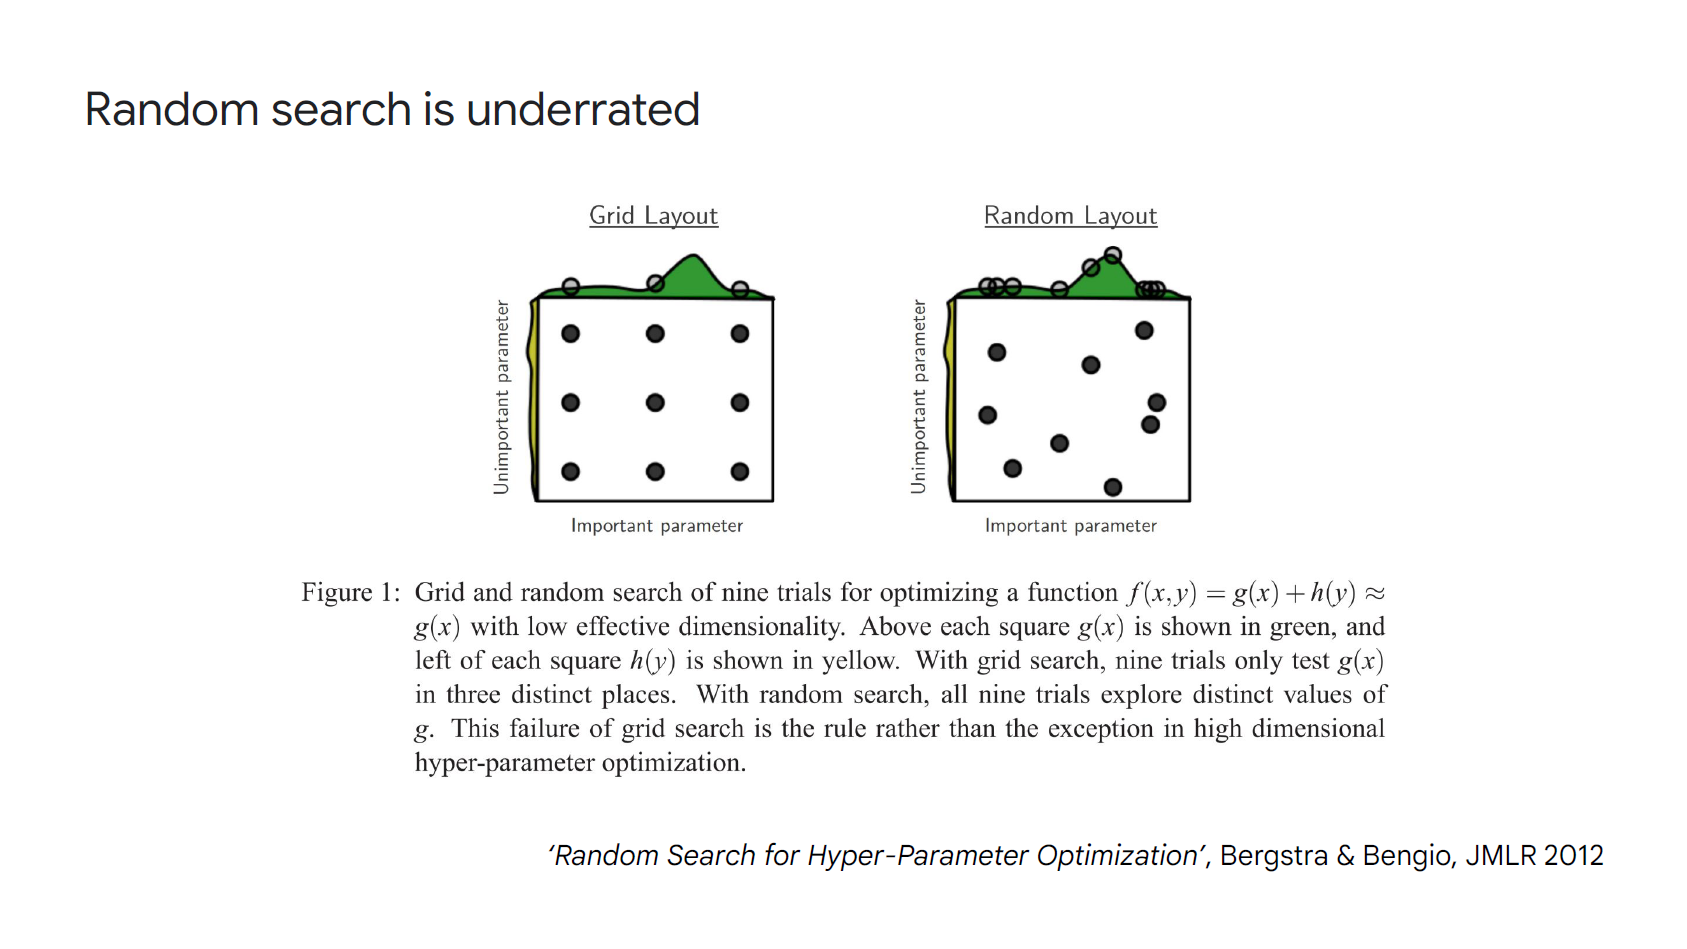 Random search is underrated
Grid Layout
Random Layout
Unimportant parameter
Important parameter
Unimportant parameter
Important parameter
Figure 1: Grid and random search of nine trials for optimizing a function f(x,y) = g(x) + h(y) ≈
g(x) with low effective dimensionality. Above each square g(x) is shown in green, and
left of each square h(y) is shown in yellow. With grid search, nine trials only test g(x)
in three distinct places. With random search, all nine trials explore distinct values of
g. This failure of grid search is the rule rather than the exception in high dimensional
hyper-parameter optimization.
‘Random Search for Hyper-Parameter Optimization’, Bergstra & Bengio, JMLR 2012